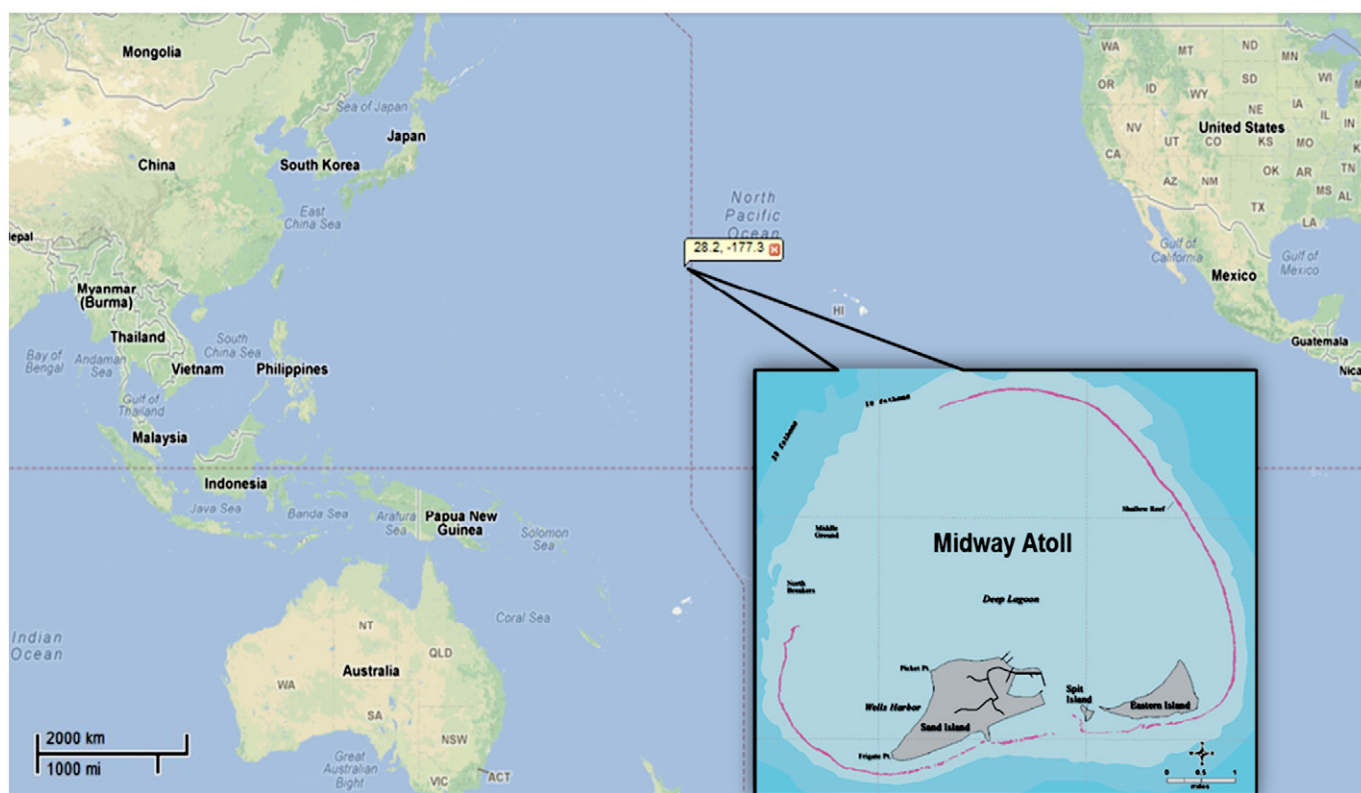 Mongolia
WA
MT
ND
MN
OR
ID
WY
SD
WI
Sea of Japan
NE
IA
IL
IN
Japan
NV
UT
CO
United States
KS
MO
China
South Korea
CA
OK
AR
TN
AZ
NM
MS
AL
North
Pacific
Ocean
TX
LA
East
China Sea
28.2, -177.3
Gulf of
California
Gulf of
Mexico
Mexico
Myanmar
(Burma)
HI
Thailand
South
China Sea
Guatemala
Bay of
Bengal
Andaman
Sea
Vietnam
Philippines
Gulf of
Thailand
Malaysia
Indonesia
Java Sea
Banda Sea
Arafura
Sea
Papua New
Guinea
Solomon
Sea
Coral Sea
Indian
Ocean
NT
QLD
Australia
WA
SA
NSW
Great
Australian
Bight
VIC
ACT
2000 km
1000 mi
10 fathoms
20 fathoms
Shallow Reef
Middle
Ground
Midway Atoll
North
Breakers
Deep Lagoon
Picket Pt.
Wells Harbor
Sand Island
Spit
Island
Eastern Island
Frigate Pt.
0 0.5 1
miles